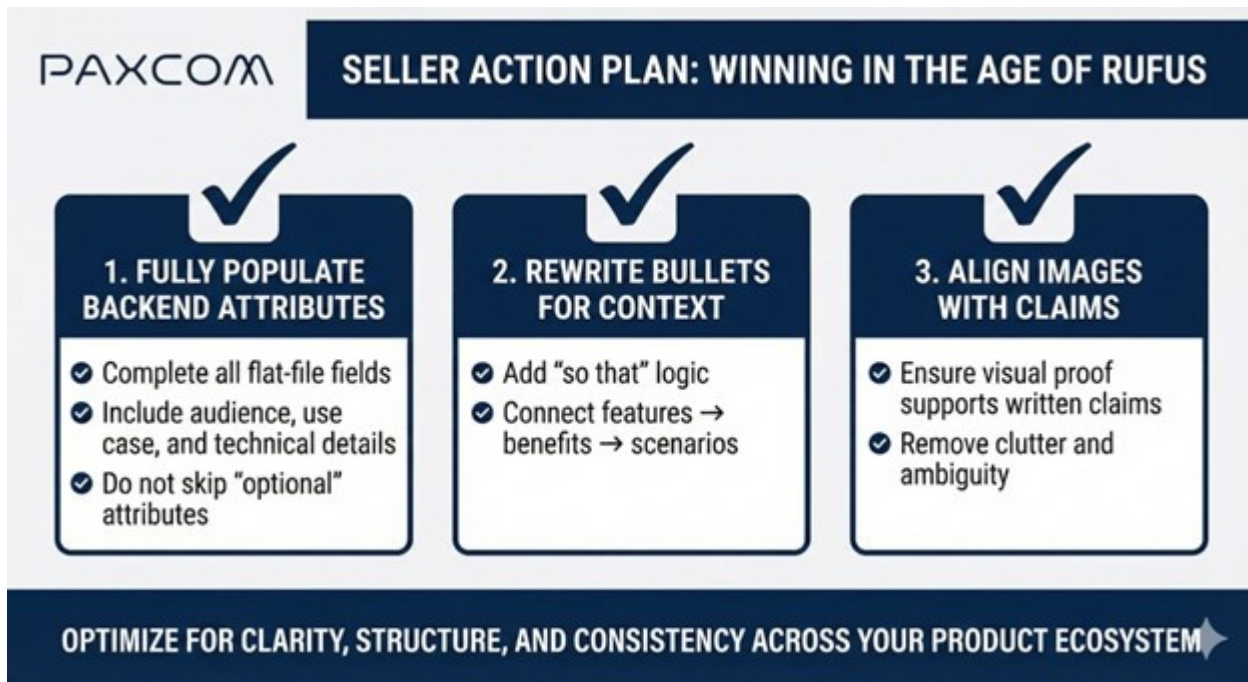 PAXCOM
SELLER ACTION PLAN: WINNING IN THE AGE OF RUFUS
1. FULLY POPULATE
BACKEND ATTRIBUTES
Complete all flat-file fields
Include audience, use
case, and technical details
Do not skip “optional”
attributes
2. REWRITE BULLETS
FOR CONTEXT
Add “so that” logic
Connect features →
benefits → scenarios
3. ALIGN IMAGES
WITH CLAIMS
Ensure visual proof
supports written claims
Remove clutter and
ambiguity
OPTIMIZE FOR CLARITY, STRUCTURE, AND CONSISTENCY ACROSS YOUR PRODUCT ECOSYSTEM